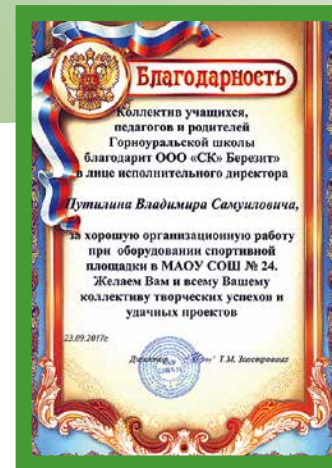 Благодарность
Коллектив учащихся,
педагогов и родителей
Горноуральской школы
благодарит ООО «СК» Березит»
в лице исполнительного директора
Путилина Владимира Самуиловича,
за хорошую организационную работу
при оборудовании спортивной
площадки в МАОУ СОШ № 24.
Желаем Вам и всему Вашему
коллективу творческих успехов и
удачных проектов
23.09.2017г.
Директор Т.М.